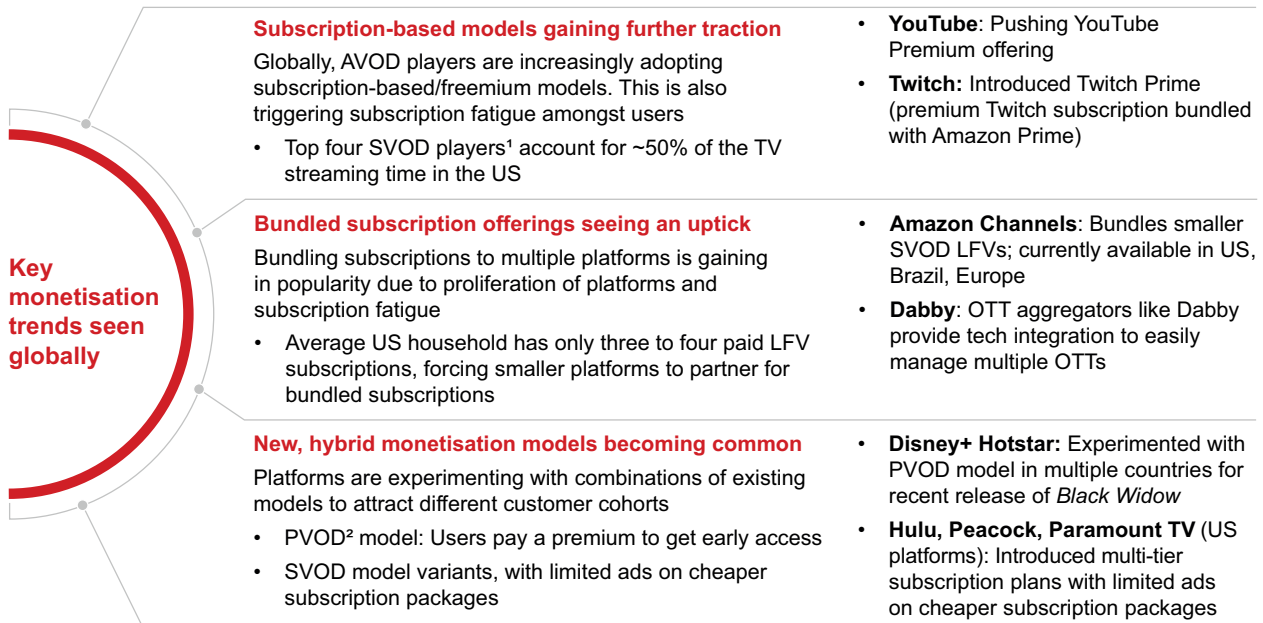 Key
monetisation
trends seen
globally
Subscription-based models gaining further traction
Globally, AVOD players are increasingly adopting
subscription-based/freemium models. This is also
triggering subscription fatigue amongst users
• Top four SVOD players¹ account for ~50% of the TV
streaming time in the US
• YouTube: Pushing YouTube
Premium offering
• Twitch: Introduced Twitch Prime
(premium Twitch subscription bundled
with Amazon Prime)
Bundled subscription offerings seeing an uptick
Bundling subscriptions to multiple platforms is gaining
in popularity due to proliferation of platforms and
subscription fatigue
• Average US household has only three to four paid LFV
subscriptions, forcing smaller platforms to partner for
bundled subscriptions
• Amazon Channels: Bundles smaller
SVOD LFVs; currently available in US,
Brazil, Europe
• Dabby: OTT aggregators like Dabby
provide tech integration to easily
manage multiple OTTs
New, hybrid monetisation models becoming common
Platforms are experimenting with combinations of existing
models to attract different customer cohorts
• PVOD² model: Users pay a premium to get early access
• SVOD model variants, with limited ads on cheaper
subscription packages
• Disney+ Hotstar: Experimented with
PVOD model in multiple countries for
recent release of Black Widow
• Hulu, Peacock, Paramount TV (US
platforms): Introduced multi-tier
subscription plans with limited ads
on cheaper subscription packages